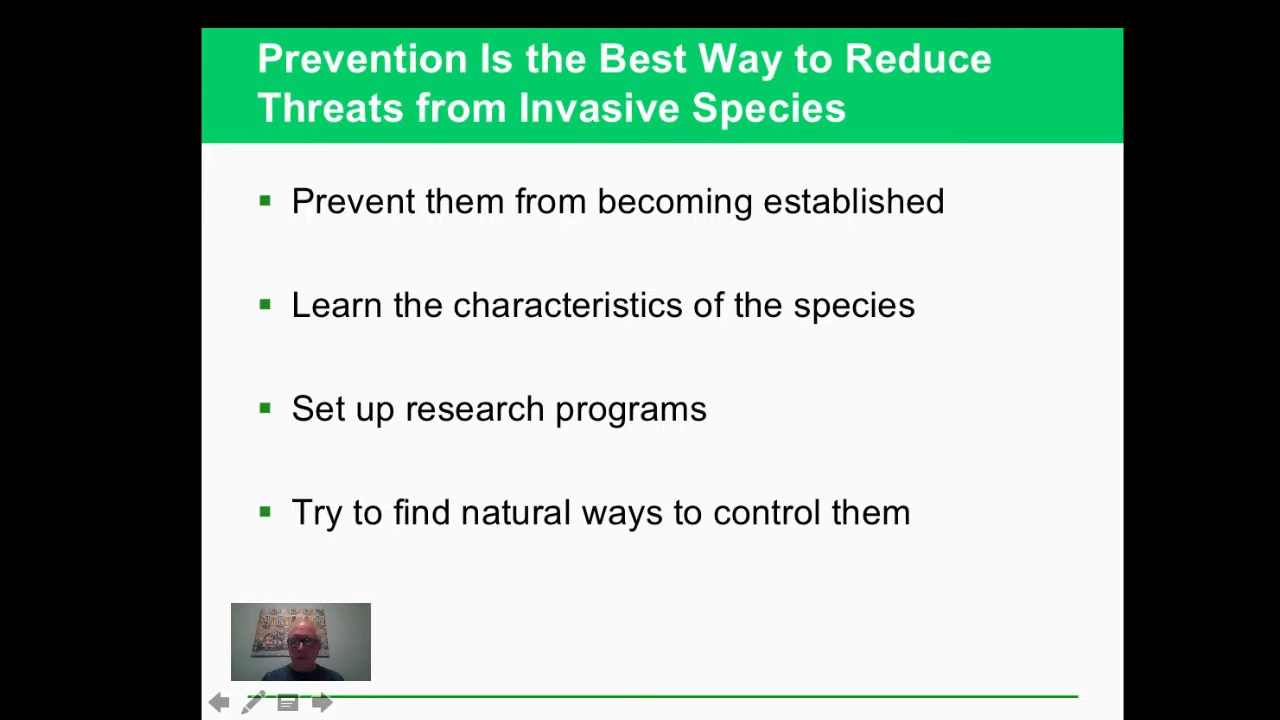 Prevention Is the Best Way to Reduce
Threats from Invasive Species
Prevent them from becoming established
Learn the characteristics of the species
Set up research programs
Try to find natural ways to control them